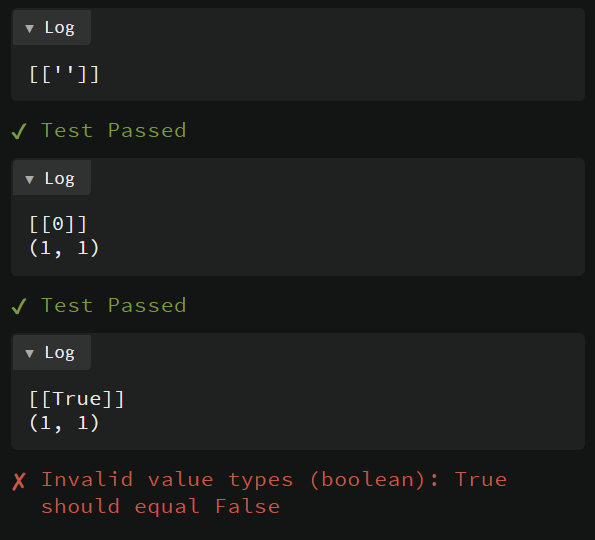 ▼ Log
[['']]
✔ Test Passed
▼ Log
[[0]]
(1, 1)
✔ Test Passed
▼ Log
[[True]]
(1, 1)
✗ Invalid value types (boolean): True
should equal False